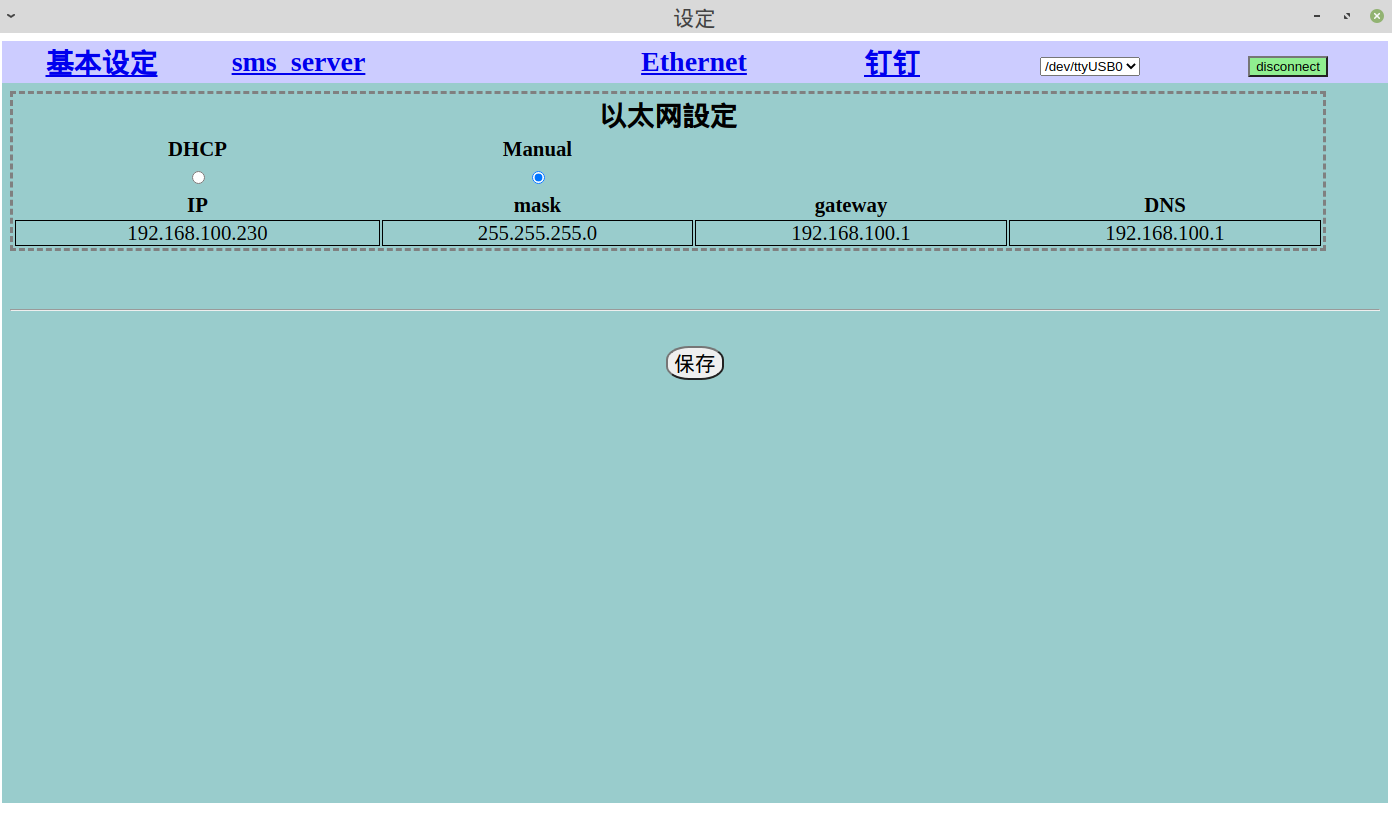 设定
基本设定 sms_server Ethernet 钉钉 /dev/ttyUSB0 disconnect
以太网設定
DHCP Manual
IP mask gateway DNS
192.168.100.230 255.255.255.0 192.168.100.1 192.168.100.1
保存